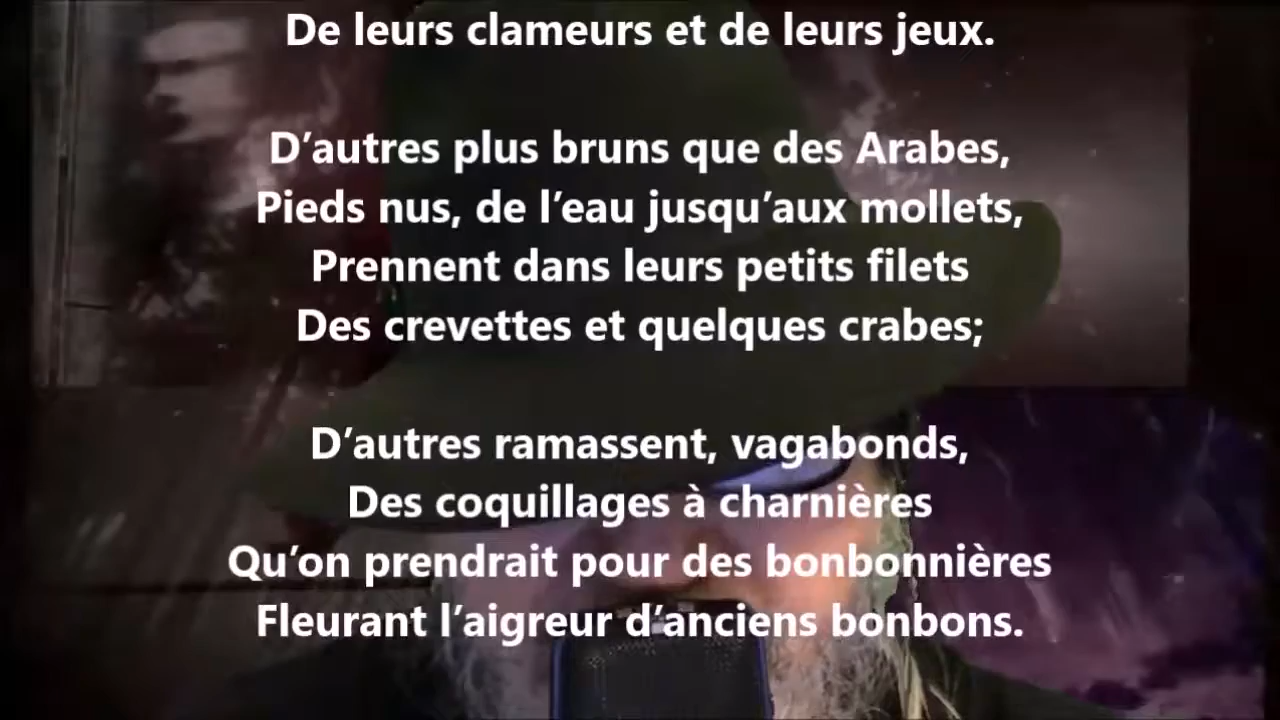 De leurs clameurs et de leurs jeux.
D’autres plus bruns que des Arabes,
Pieds nus, de l’eau jusqu’aux mollets,
Prennent dans leurs petits filets
Des crevettes et quelques crabes;
D’autres ramassent, vagabonds,
Des coquillages à charnières
Qu’on prendrait pour des bonbonnières
Fleurant l’aigreur d’anciens bonbons.